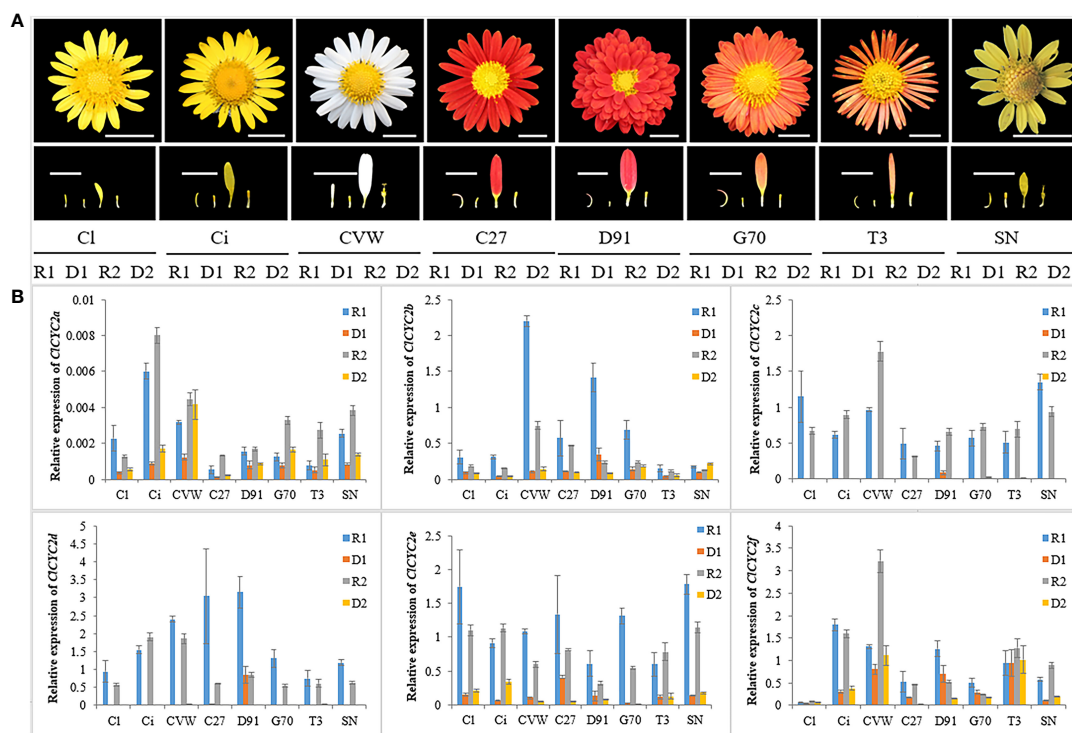 A
Cl Ci CVW C27 D91 G70 T3 SN
R1 D1 R2 D2 R1 D1 R2 D2 R1 D1 R2 D2 R1 D1 R2 D2 R1 D1 R2 D2 R1 D1 R2 D2 R1 D1 R2 D2 R1 D1 R2 D2
B
Relative expression of ClCYC2a
0.01
0.008
0.006
0.004
0.002
0
Cl Ci CVW C27 D91 G70 T3 SN
R1
D1
R2
D2
Relative expression of ClCYC2b
2.5
2
1.5
1
0.5
0
Cl Ci CVW C27 D91 G70 T3 SN
R1
D1
R2
D2
Relative expression of ClCYC2c
2.5
2
1.5
1
0.5
0
Cl Ci CVW C27 D91 G70 T3 SN
R1
D1
R2
D2
Relative expression of ClCYC2d
5
4.5
4
3.5
3
2.5
2
1.5
1
0.5
0
Cl Ci CVW C27 D91 G70 T3 SN
R1
D1
R2
D2
Relative expression of ClCYC2e
2.5
2
1.5
1
0.5
0
Cl Ci CVW C27 D91 G70 T3 SN
R1
D1
R2
D2
Relative expression of ClCYC2f
4
3.5
3
2.5
2
1.5
1
0.5
0
Cl Ci CVW C27 D91 G70 T3 SN
R1
D1
R2
D2